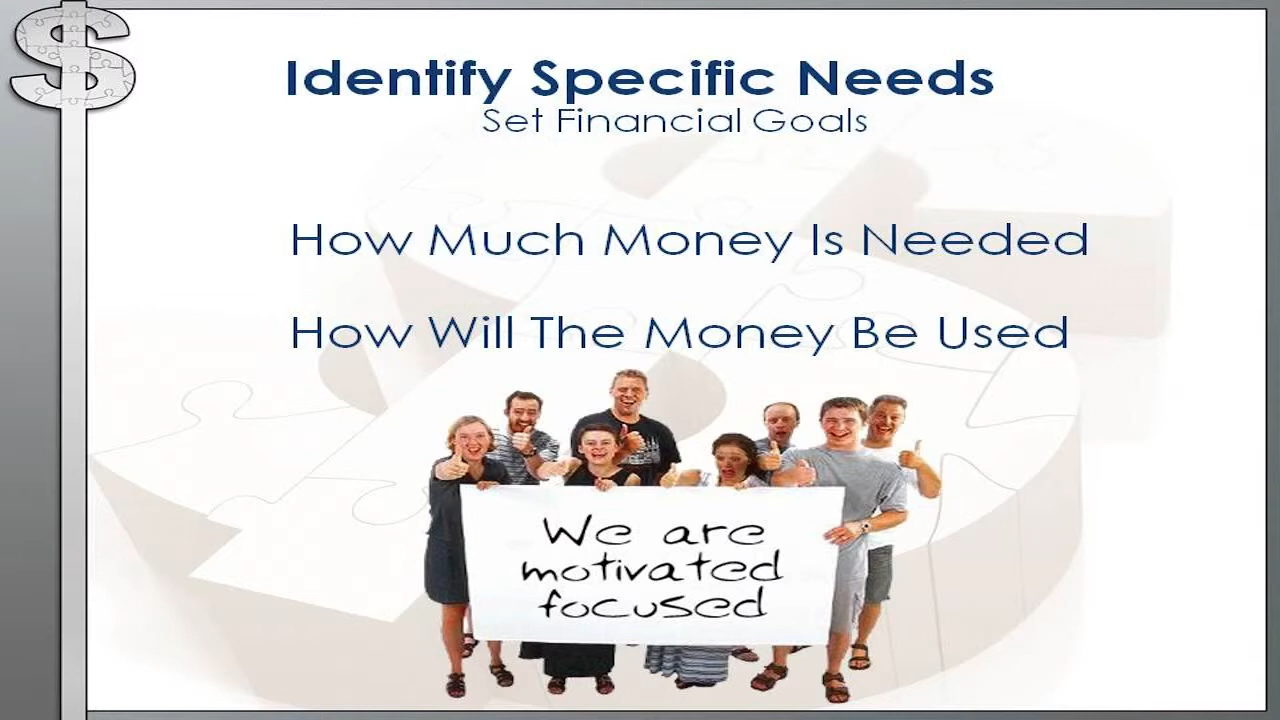 Identify Specific Needs
Set Financial Goals
How Much Money Is Needed
How Will The Money Be Used
We are
motivated
focused